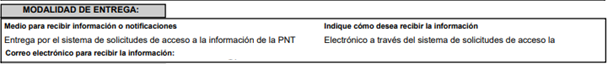 MODALIDAD DE ENTREGA:
Medio para recibir información o notificaciones
Indique cómo desea recibir la información
Entrega por el sistema de solicitudes de acceso a la información de la PNT
Electrónico a través del sistema de solicitudes de acceso la
Correo electrónico para recibir la información: